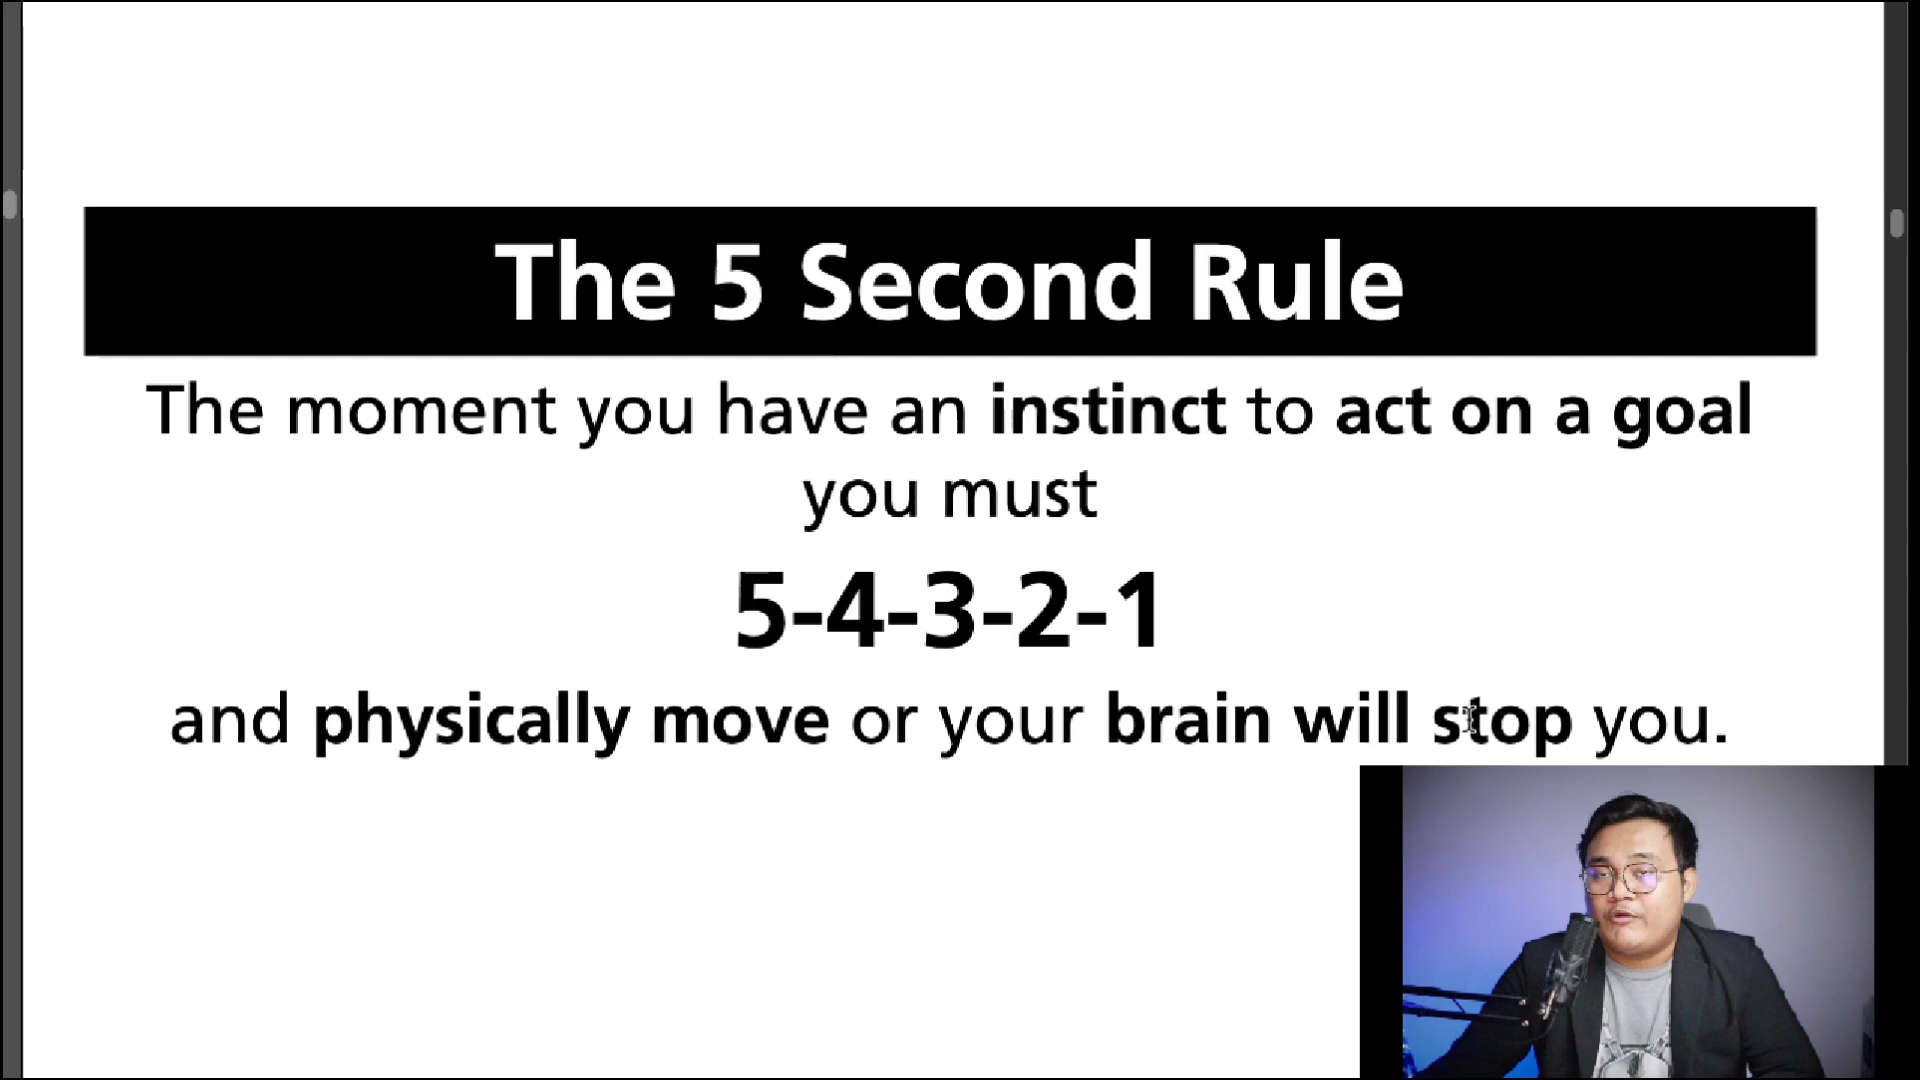 The 5 Second Rule
The moment you have an instinct to act on a goal
you must
5-4-3-2-1
and physically move or your brain will stop you.